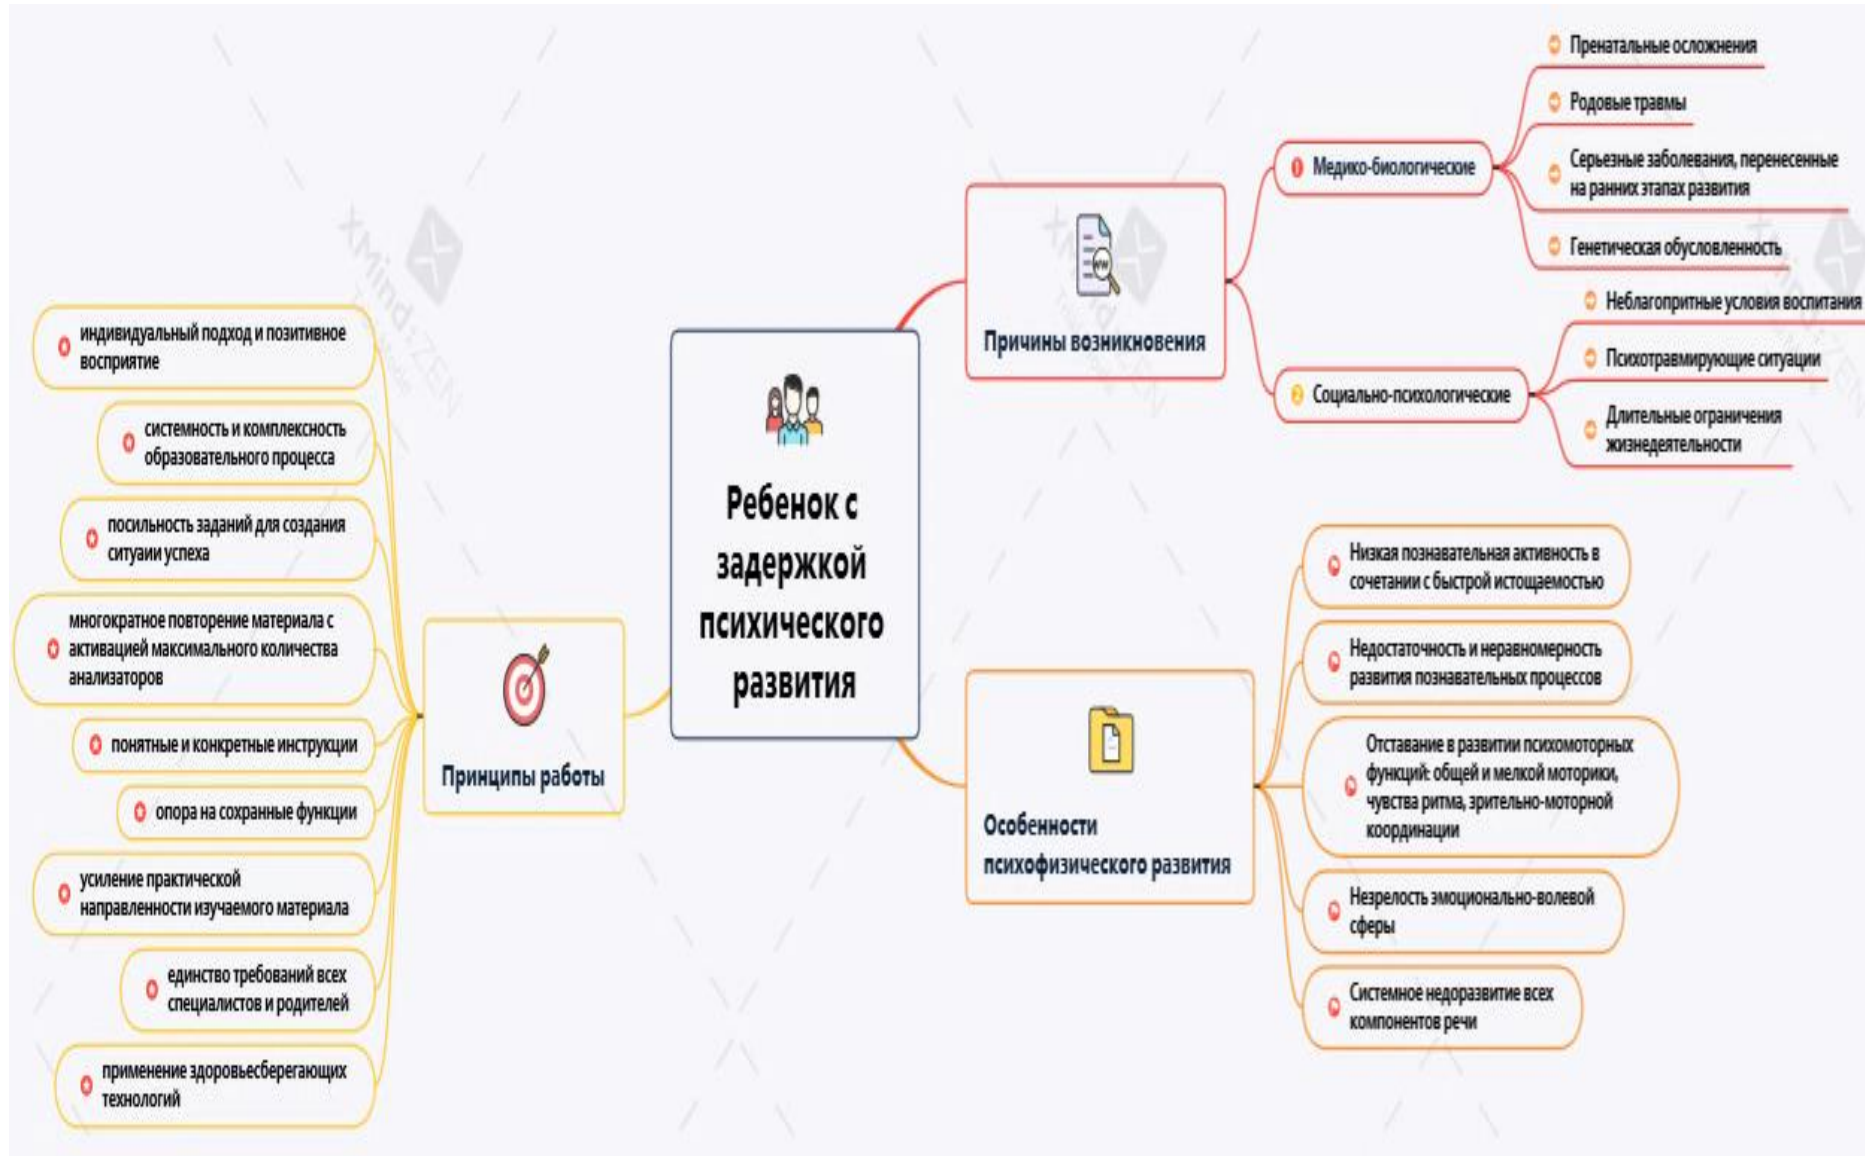 Ребенок с
задержкой
психического
развития
Причины возникновения
Медико-биологические
Пренатальные осложнения
Родовые травмы
Серьезные заболевания, перенесенные
на ранних этапах развития
Генетическая обусловленность
Социально-психологические
Неблагопритные условия воспитания
Психотравмирующие ситуации
Длительные ограничения
жизнедеятельности
Особенности
психофизического развития
Низкая познавательная активность в
сочетании с быстрой истощаемостью
Недостаточность и неравномерность
развития познавательных процессов
Отставание в развитии психомоторных
функций: общей и мелкой моторики,
чувства ритма, зрительно-моторной
координации
Незрелость эмоционально-волевой
сферы
Системное недоразвитие всех
компонентов речи
Принципы работы
индивидуальный подход и позитивное
восприятие
системность и комплексность
образовательного процесса
посильность заданий для создания
ситуаии успеха
многократное повторение материала с
активацией максимального количества
анализаторов
понятные и конкретные инструкции
опора на сохранные функции
усиление практической
направленности изучаемого материала
единство требований всех
специалистов и родителей
применение здоровьесберегающих
технологий
XMind:ZEN